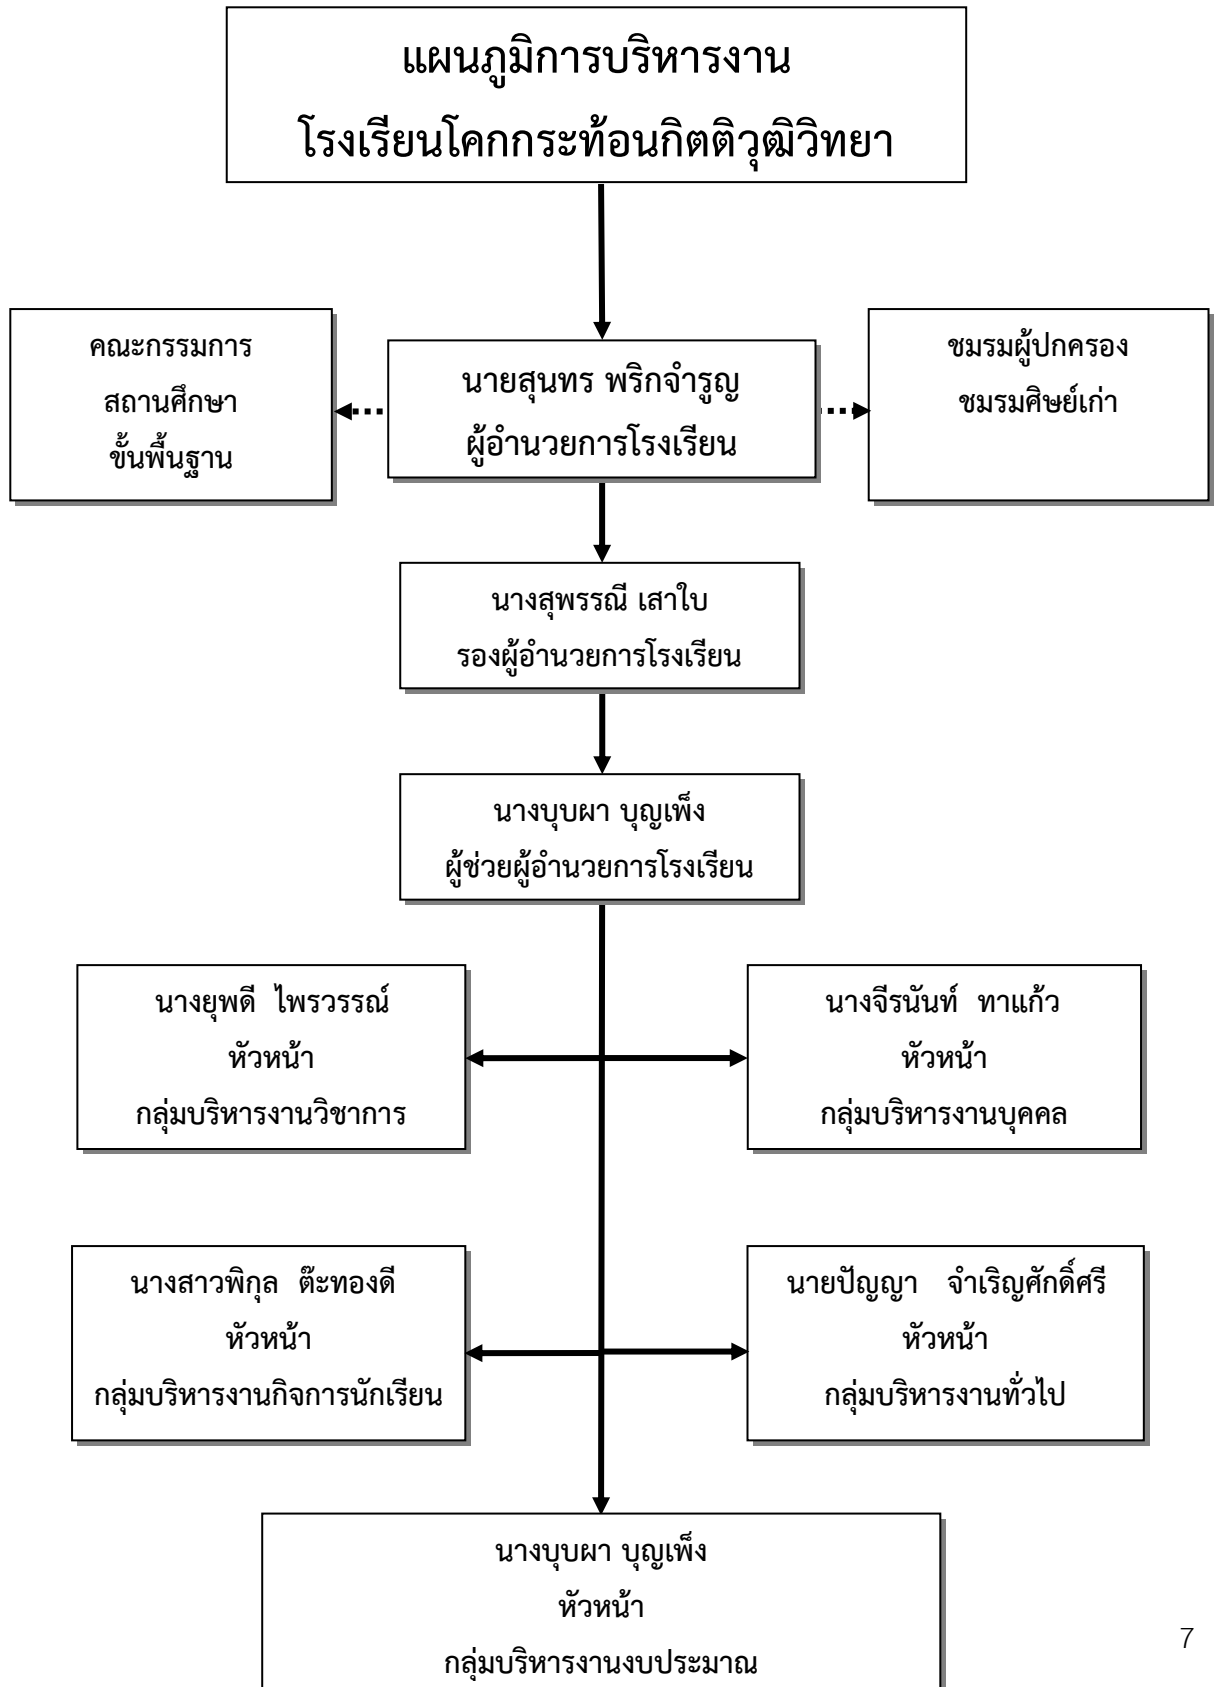 แผนภูมิการบริหารงาน
โรงเรียนโคกกระท้อนกิตติวุฒิวิทยา
คณะกรรมการ
สถานศึกษา
ขั้นพื้นฐาน
นายสุนทร พริกจำรูญ
ผู้อำนวยการโรงเรียน
ชมรมผู้ปกครอง
ชมรมศิษย์เก่า
นางสุพรรณี เสาใบ
รองผู้อำนวยการโรงเรียน
นางบุบผา บุญเพ็ง
ผู้ช่วยผู้อำนวยการโรงเรียน
นางยุพดี ไพรวรรณ์
หัวหน้า
กลุ่มบริหารงานวิชาการ
นางจีรนันท์ ทาแก้ว
หัวหน้า
กลุ่มบริหารงานบุคคล
นางสาวพิกุล ต๊ะทองดี
หัวหน้า
กลุ่มบริหารงานกิจการนักเรียน
นายปัญญา จำเริญศักดิ์ศรี
หัวหน้า
กลุ่มบริหารงานทั่วไป
นางบุบผา บุญเพ็ง
หัวหน้า
กลุ่มบริหารงานงบประมาณ
7